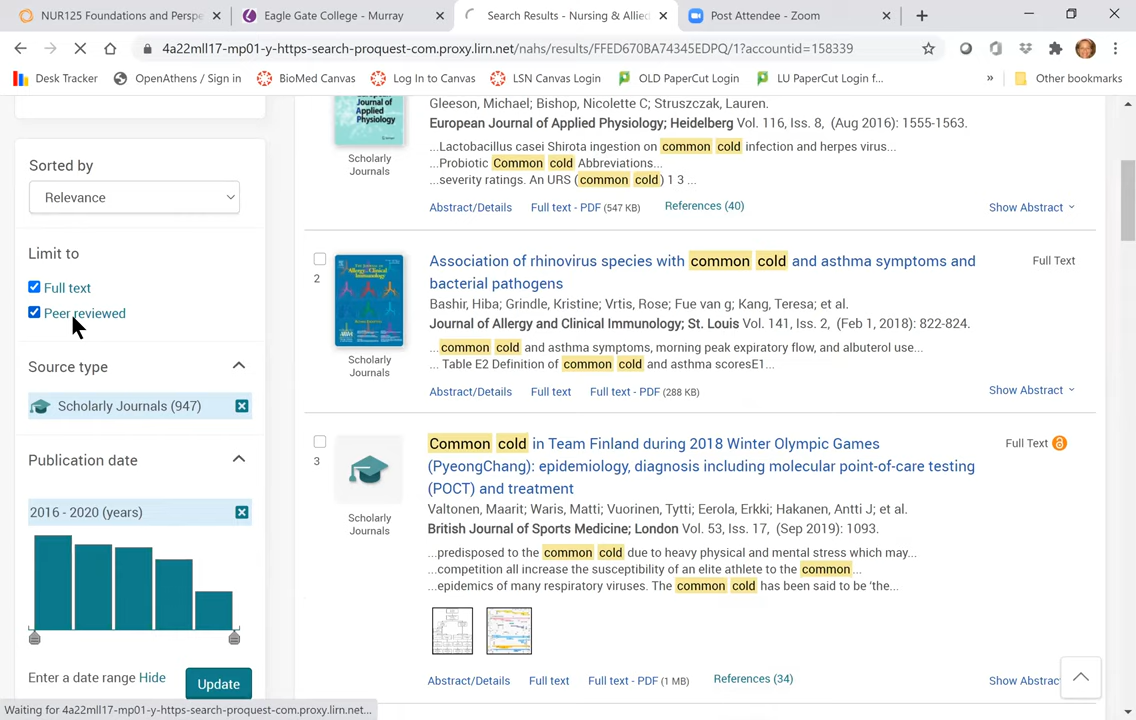 NUR125 Foundations and Perspe
Eagle Gate College - Murray
Search Results - Nursing & Allied
Post Attendee - Zoom
4a22mll17-mp01-y-https-search-proquest-com.proxy.lirn.net/nahs/results/FFED670BA74345EDPQ/1?accountid=158339
Desk Tracker
OpenAthens / Sign in
BioMed Canvas
Log In to Canvas
LSN Canvas Login
OLD PaperCut Login
LU PaperCut Login f...
»
Other bookmarks
Sorted by
Relevance
Limit to
Full text
Peer reviewed
Source type
Scholarly Journals (947)
Publication date
2016 - 2020 (years)
Enter a date range Hide
Update
Gleeson, Michael; Bishop, Nicolette C; Struszczak, Lauren.
European Journal of Applied Physiology; Heidelberg Vol. 116, Iss. 8, (Aug 2016): 1555-1563.
European
Journal of
Applied
Physiology
Scholarly
Journals
...Lactobacillus casei Shirota ingestion on common cold infection and herpes virus...
...Probiotic Common cold Abbreviations...
...severity ratings. An URS (common cold) 1 3 ...
Abstract/Details Full text - PDF (547 KB) References (40) Show Abstract
2
Association of rhinovirus species with common cold and asthma symptoms and
bacterial pathogens
Full Text
Bashir, Hiba; Grindle, Kristine; Vrtis, Rose; Fue van g; Kang, Teresa; et al.
Journal of Allergy and Clinical Immunology; St. Louis Vol. 141, Iss. 2, (Feb 1, 2018): 822-824.
Scholarly
Journals
...common cold and asthma symptoms, morning peak expiratory flow, and albuterol use...
... Table E2 Definition of common cold and asthma scoresE1...
Abstract/Details Full text Full text - PDF (288 KB) Show Abstract
3
Common cold in Team Finland during 2018 Winter Olympic Games
(PyeongChang): epidemiology, diagnosis including molecular point-of-care testing
(POCT) and treatment
Full Text
Valtonen, Maarit; Waris, Matti; Vuorinen, Tytti; Eerola, Erkki; Hakanen, Antti J; et al.
British Journal of Sports Medicine; London Vol. 53, Iss. 17, (Sep 2019): 1093.
Scholarly
Journals
...predisposed to the common cold due to heavy physical and mental stress which may...
...competition all increase the susceptibility of an elite athlete to the common...
...epidemics of many respiratory viruses. The common cold has been said to be 'the...
Abstract/Details Full text Full text - PDF (1 MB) References (34) Show Abstra
Waiting for 4a22mll17-mp01-y-https-search-proquest-com.proxy.lirn.net...